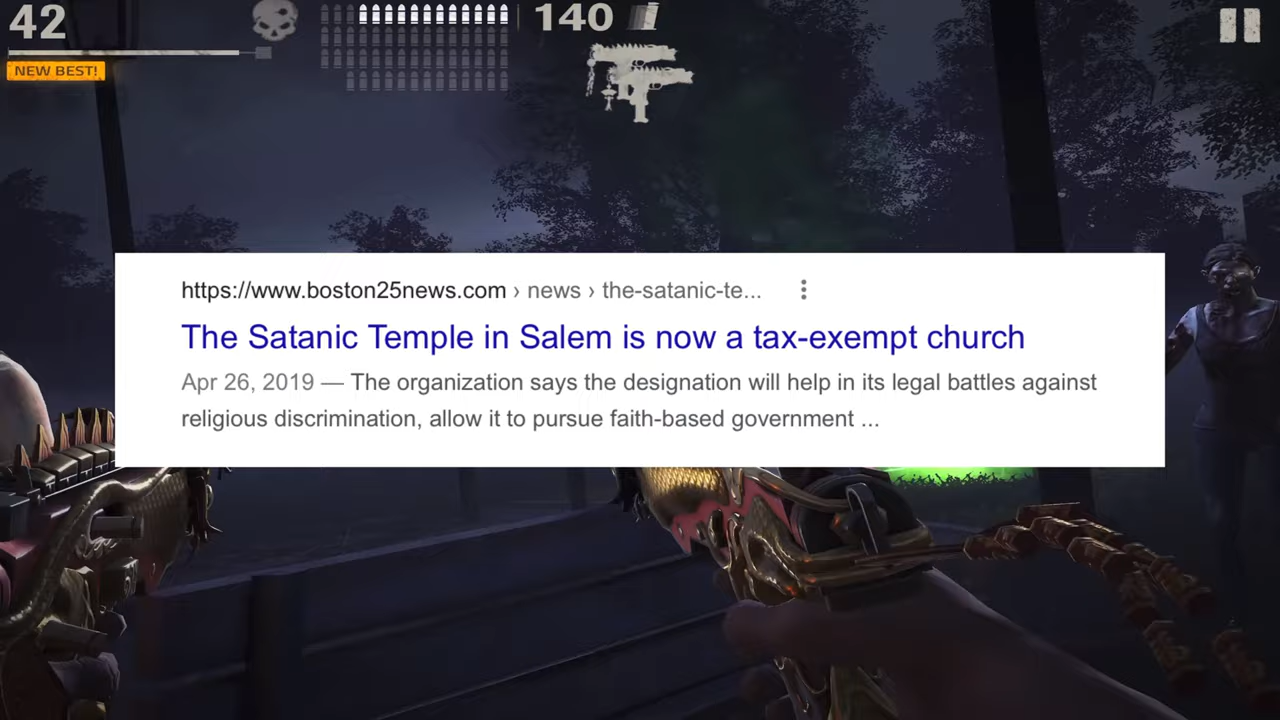 42
140
NEW BEST!
https://www.boston25news.com › news › the-satanic-te...
The Satanic Temple in Salem is now a tax-exempt church
Apr 26, 2019 — The organization says the designation will help in its legal battles against
religious discrimination, allow it to pursue faith-based government ...